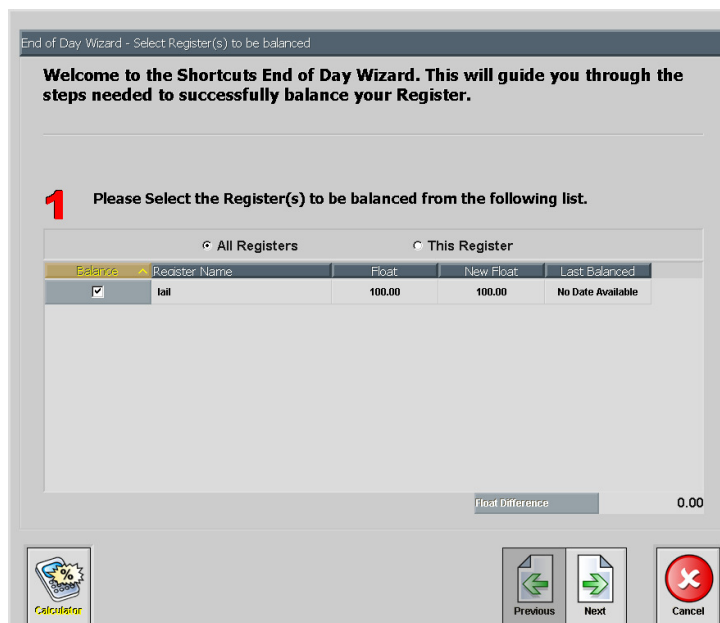 End of Day Wizard - Select Register(s) to be balanced
Welcome to the Shortcuts End of Day Wizard. This will guide you through the
steps needed to successfully balance your Register.
1 Please Select the Register(s) to be balanced from the following list.
All Registers This Register
Balance Register Name Float New Float Last Balanced
lail 100.00 100.00 No Date Available
Float Difference 0.00
Calculator Previous Next Cancel